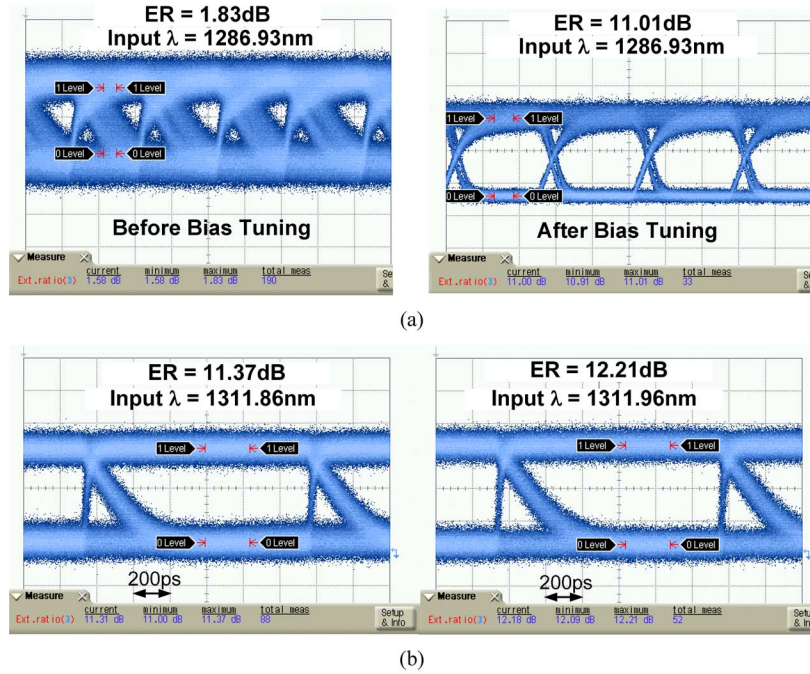 ER = 1.83dB
Input λ = 1286.93nm
1 Level 1 Level
0 Level 0 Level
Before Bias Tuning
Measure
current minimum maximum total meas
Ext.ratio(3) 1.58 dB 1.58 dB 1.83 dB 190
ER = 11.01dB
Input λ = 1286.93nm
1 Level 1 Level
0 Level 0 Level
After Bias Tuning
Measure
current minimum maximum total meas
Ext.ratio(3) 11.00 dB 10.91 dB 11.01 dB 33
(a)
ER = 11.37dB
Input λ = 1311.86nm
1 Level 1 Level
0 Level 0 Level
200ps
Measure
current minimum maximum total meas
Ext.ratio(3) 11.31 dB 11.00 dB 11.37 dB 88
Setup
& Info
ER = 12.21dB
Input λ = 1311.96nm
1 Level 1 Level
0 Level 0 Level
200ps
Measure
current minimum maximum total meas
Ext.ratio(3) 12.18 dB 12.09 dB 12.21 dB 52
Setup
& Info
(b)